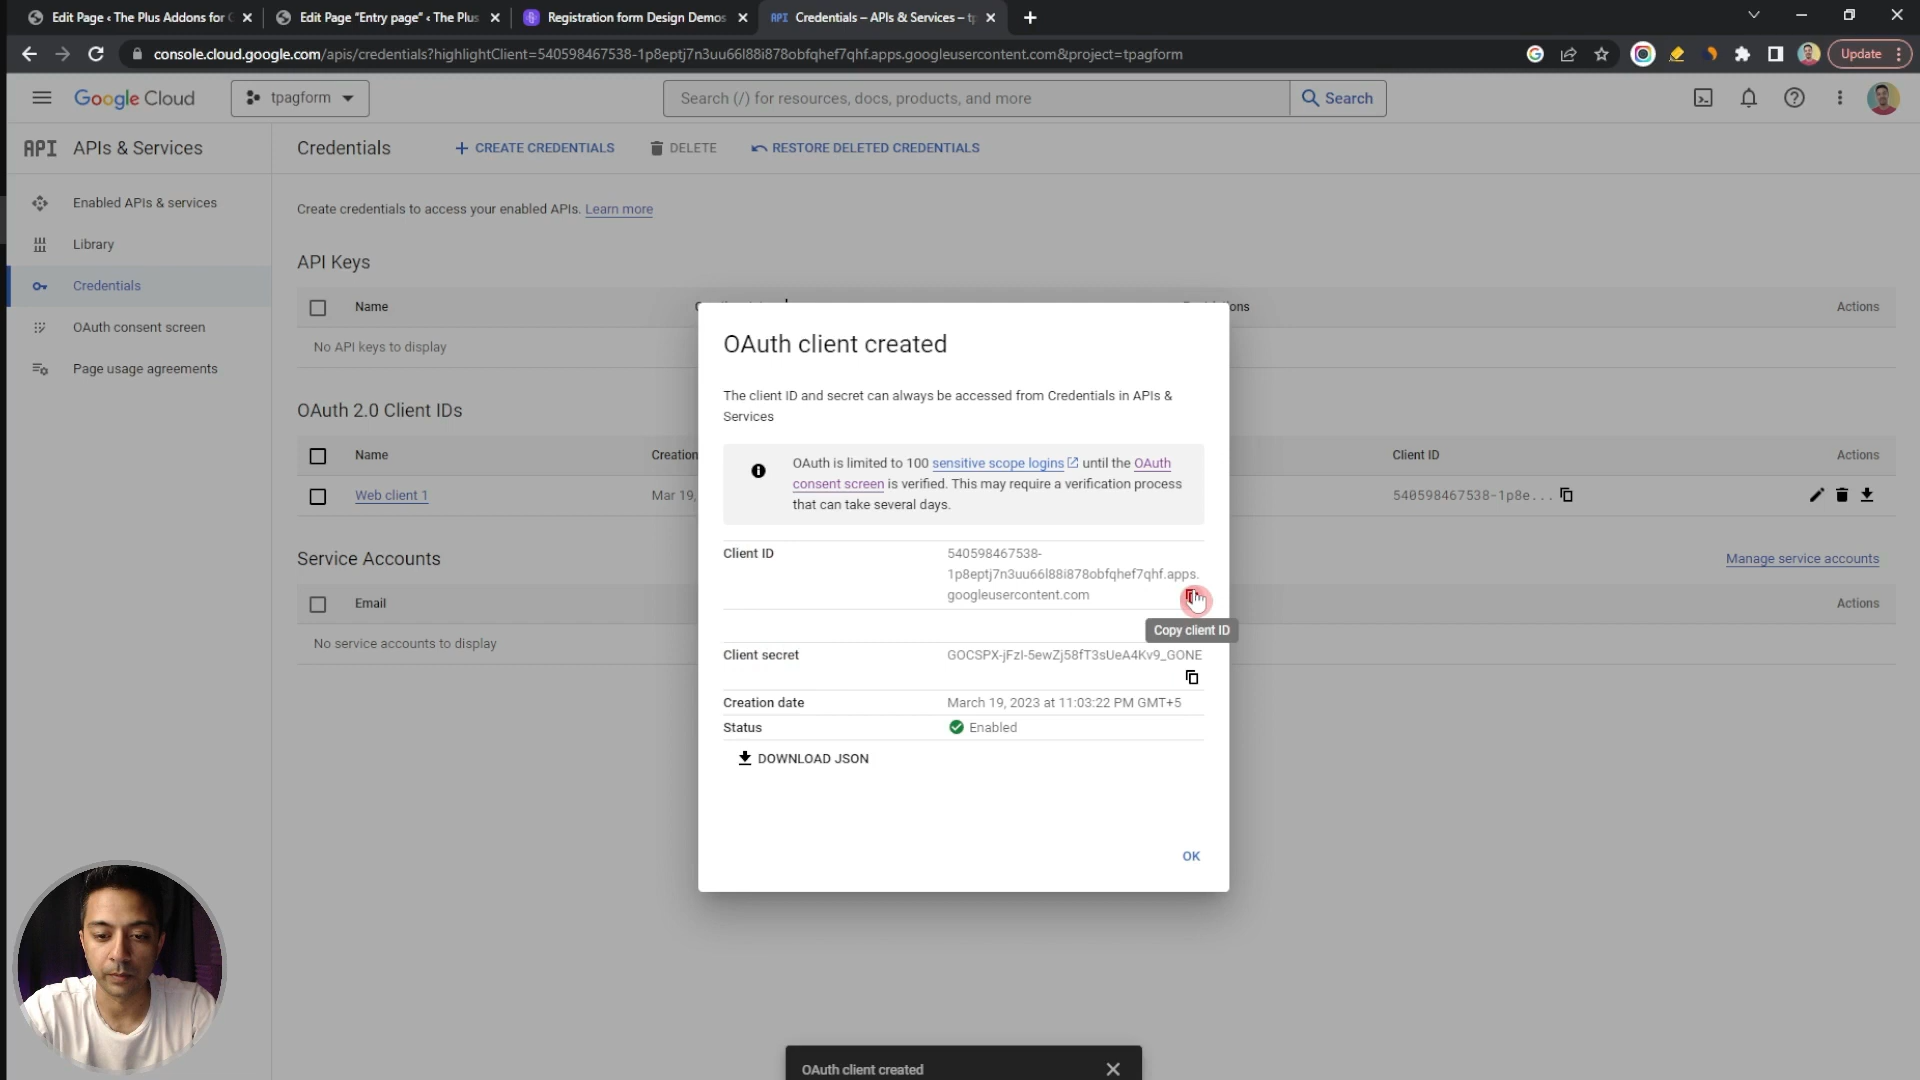 Edit Page ‹ The Plus Addons for
Edit Page "Entry page" ‹ The Plus
Registration form Design Demos
API Credentials – APIs & Services – tp
console.cloud.google.com/apis/credentials?highlightClient=540598467538-1p8eptj7n3uu66l88i878obfqhef7qhf.apps.googleusercontent.com&project=tpagform
Update
Google Cloud
tpagform
Search (/) for resources, docs, products, and more
Search
API APIs & Services
Credentials
CREATE CREDENTIALS
DELETE
RESTORE DELETED CREDENTIALS
Enabled APIs & services
Library
Credentials
OAuth consent screen
Page usage agreements
Create credentials to access your enabled APIs. Learn more
API Keys
Name
Actions
No API keys to display
OAuth 2.0 Client IDs
Name
Creation
Client ID
Actions
Web client 1
Mar 19,
540598467538-1p8e...
Service Accounts
Manage service accounts
Email
Actions
No service accounts to display
OAuth client created
The client ID and secret can always be accessed from Credentials in APIs &
Services
OAuth is limited to 100 sensitive scope logins until the OAuth
consent screen is verified. This may require a verification process
that can take several days.
Client ID
540598467538-
1p8eptj7n3uu66l88i878obfqhef7qhf.apps.
googleusercontent.com
Copy client ID
Client secret
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
Creation date
March 19, 2023 at 11:03:22 PM GMT+5
Status
Enabled
DOWNLOAD JSON
OK
OAuth client created